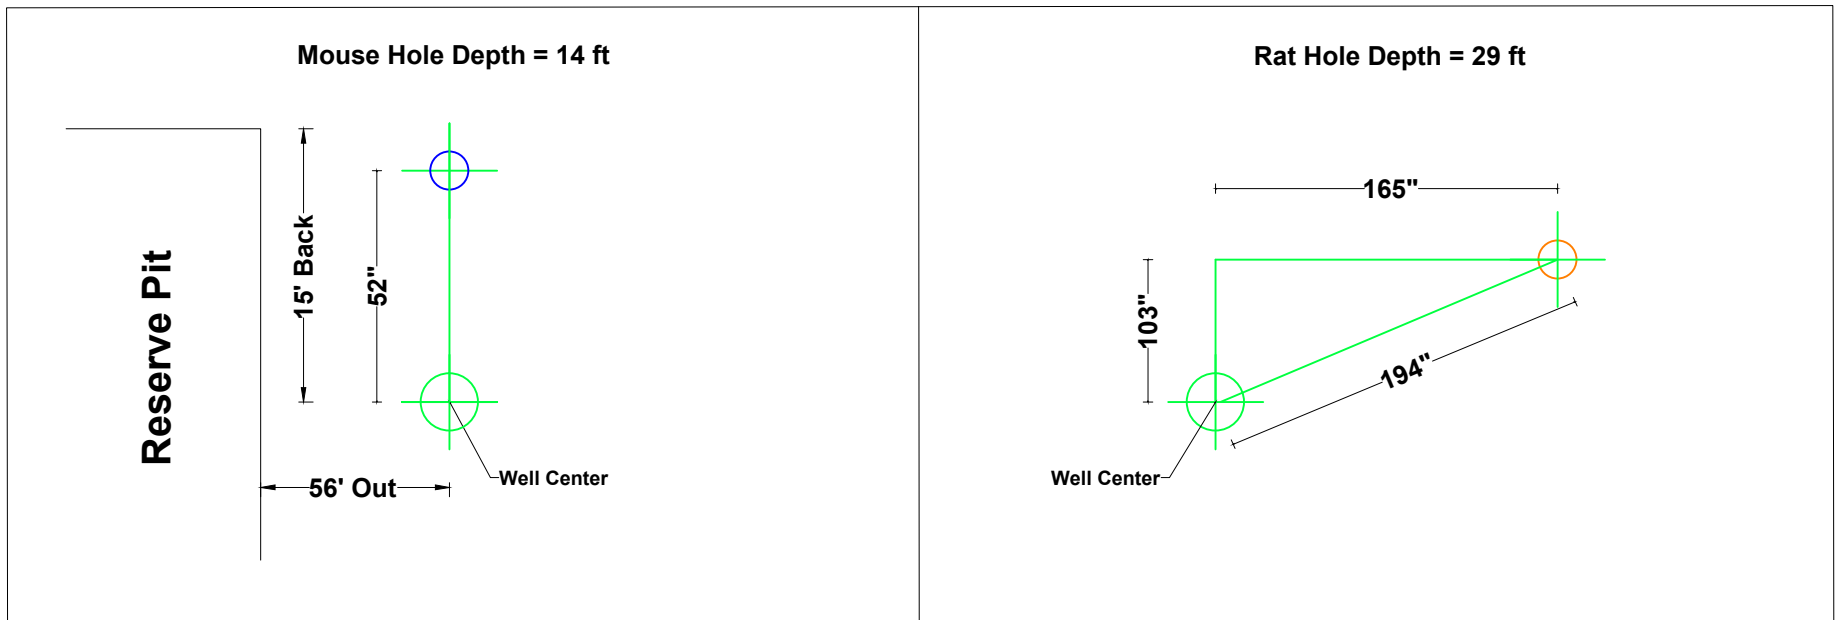 Mouse Hole Depth = 14 ft
Reserve Pit
15' Back
52"
56' Out
Well Center
Rat Hole Depth = 29 ft
165"
103"
194"
Well Center